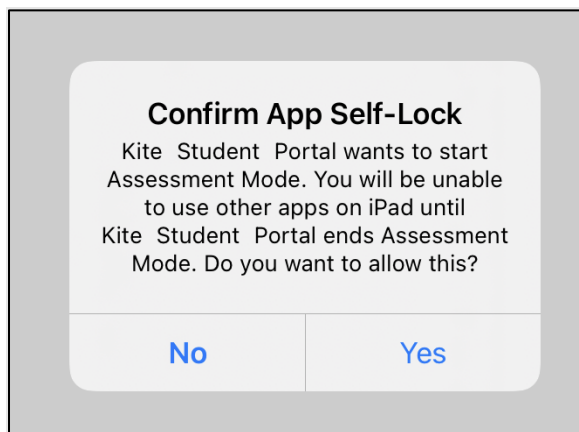 Confirm App Self-Lock
Kite Student Portal wants to start
Assessment Mode. You will be unable
to use other apps on iPad until
Kite Student Portal ends Assessment
Mode. Do you want to allow this?
No
Yes